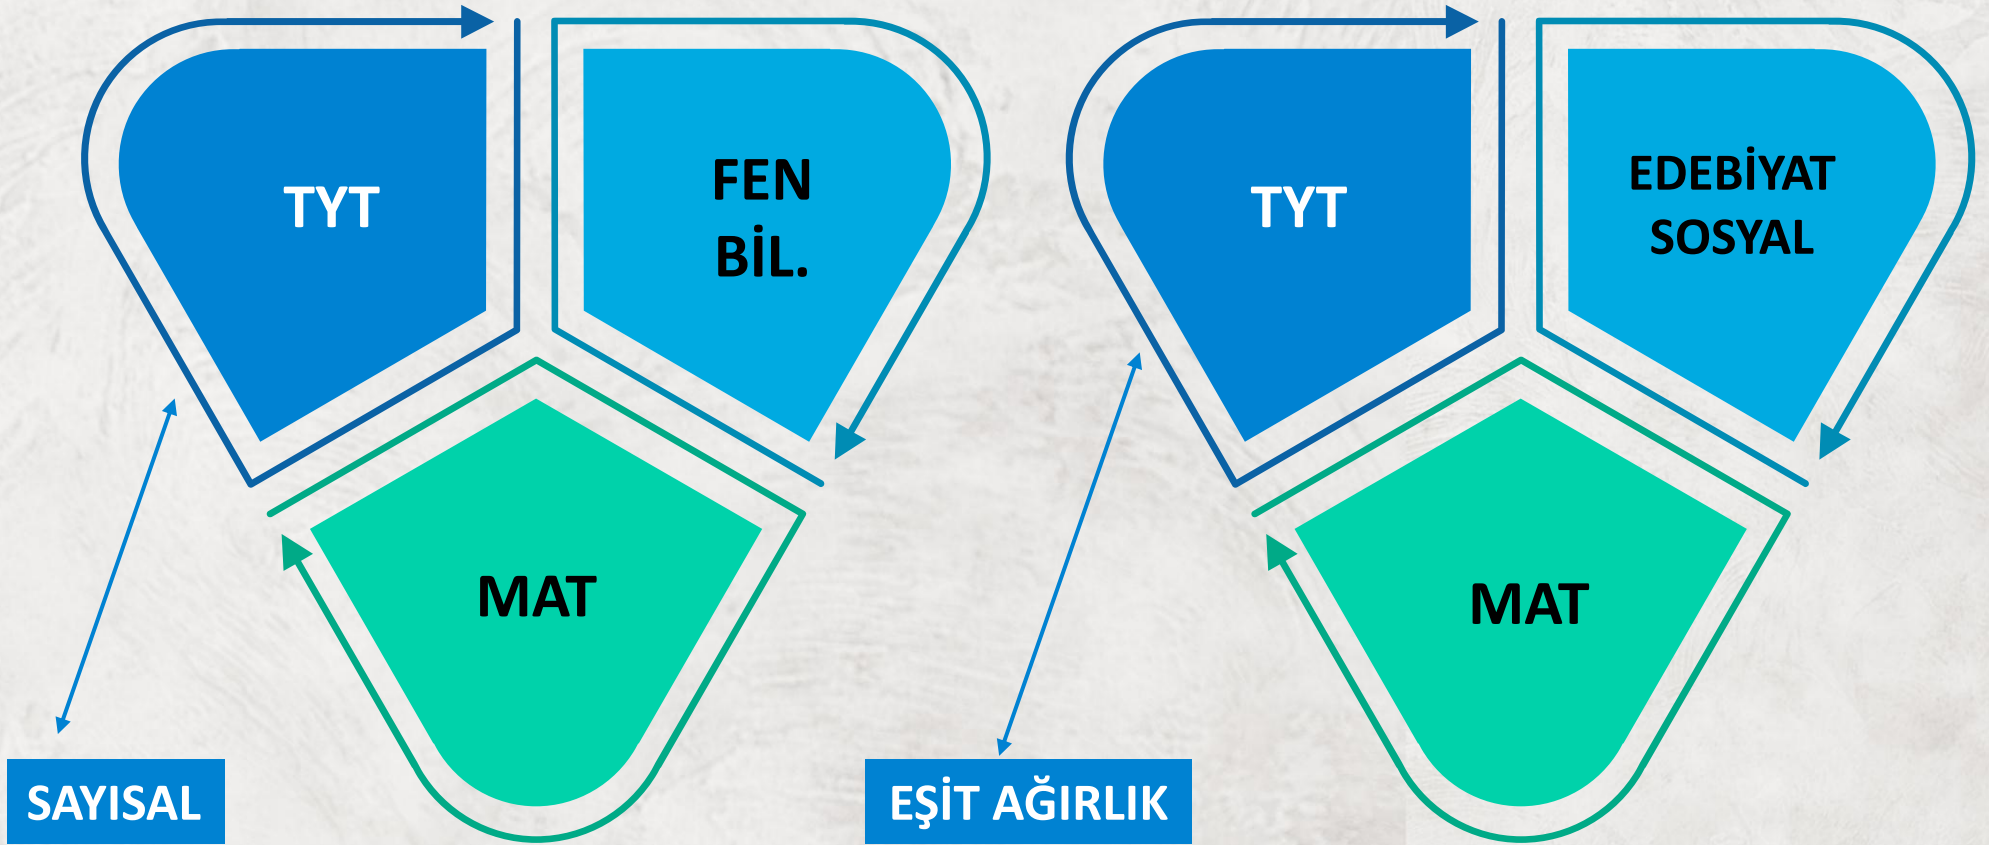 TYT
FEN
BİL.
MAT
SAYISAL
TYT
EDEBİYAT
SOSYAL
MAT
EŞİT AĞIRLIK